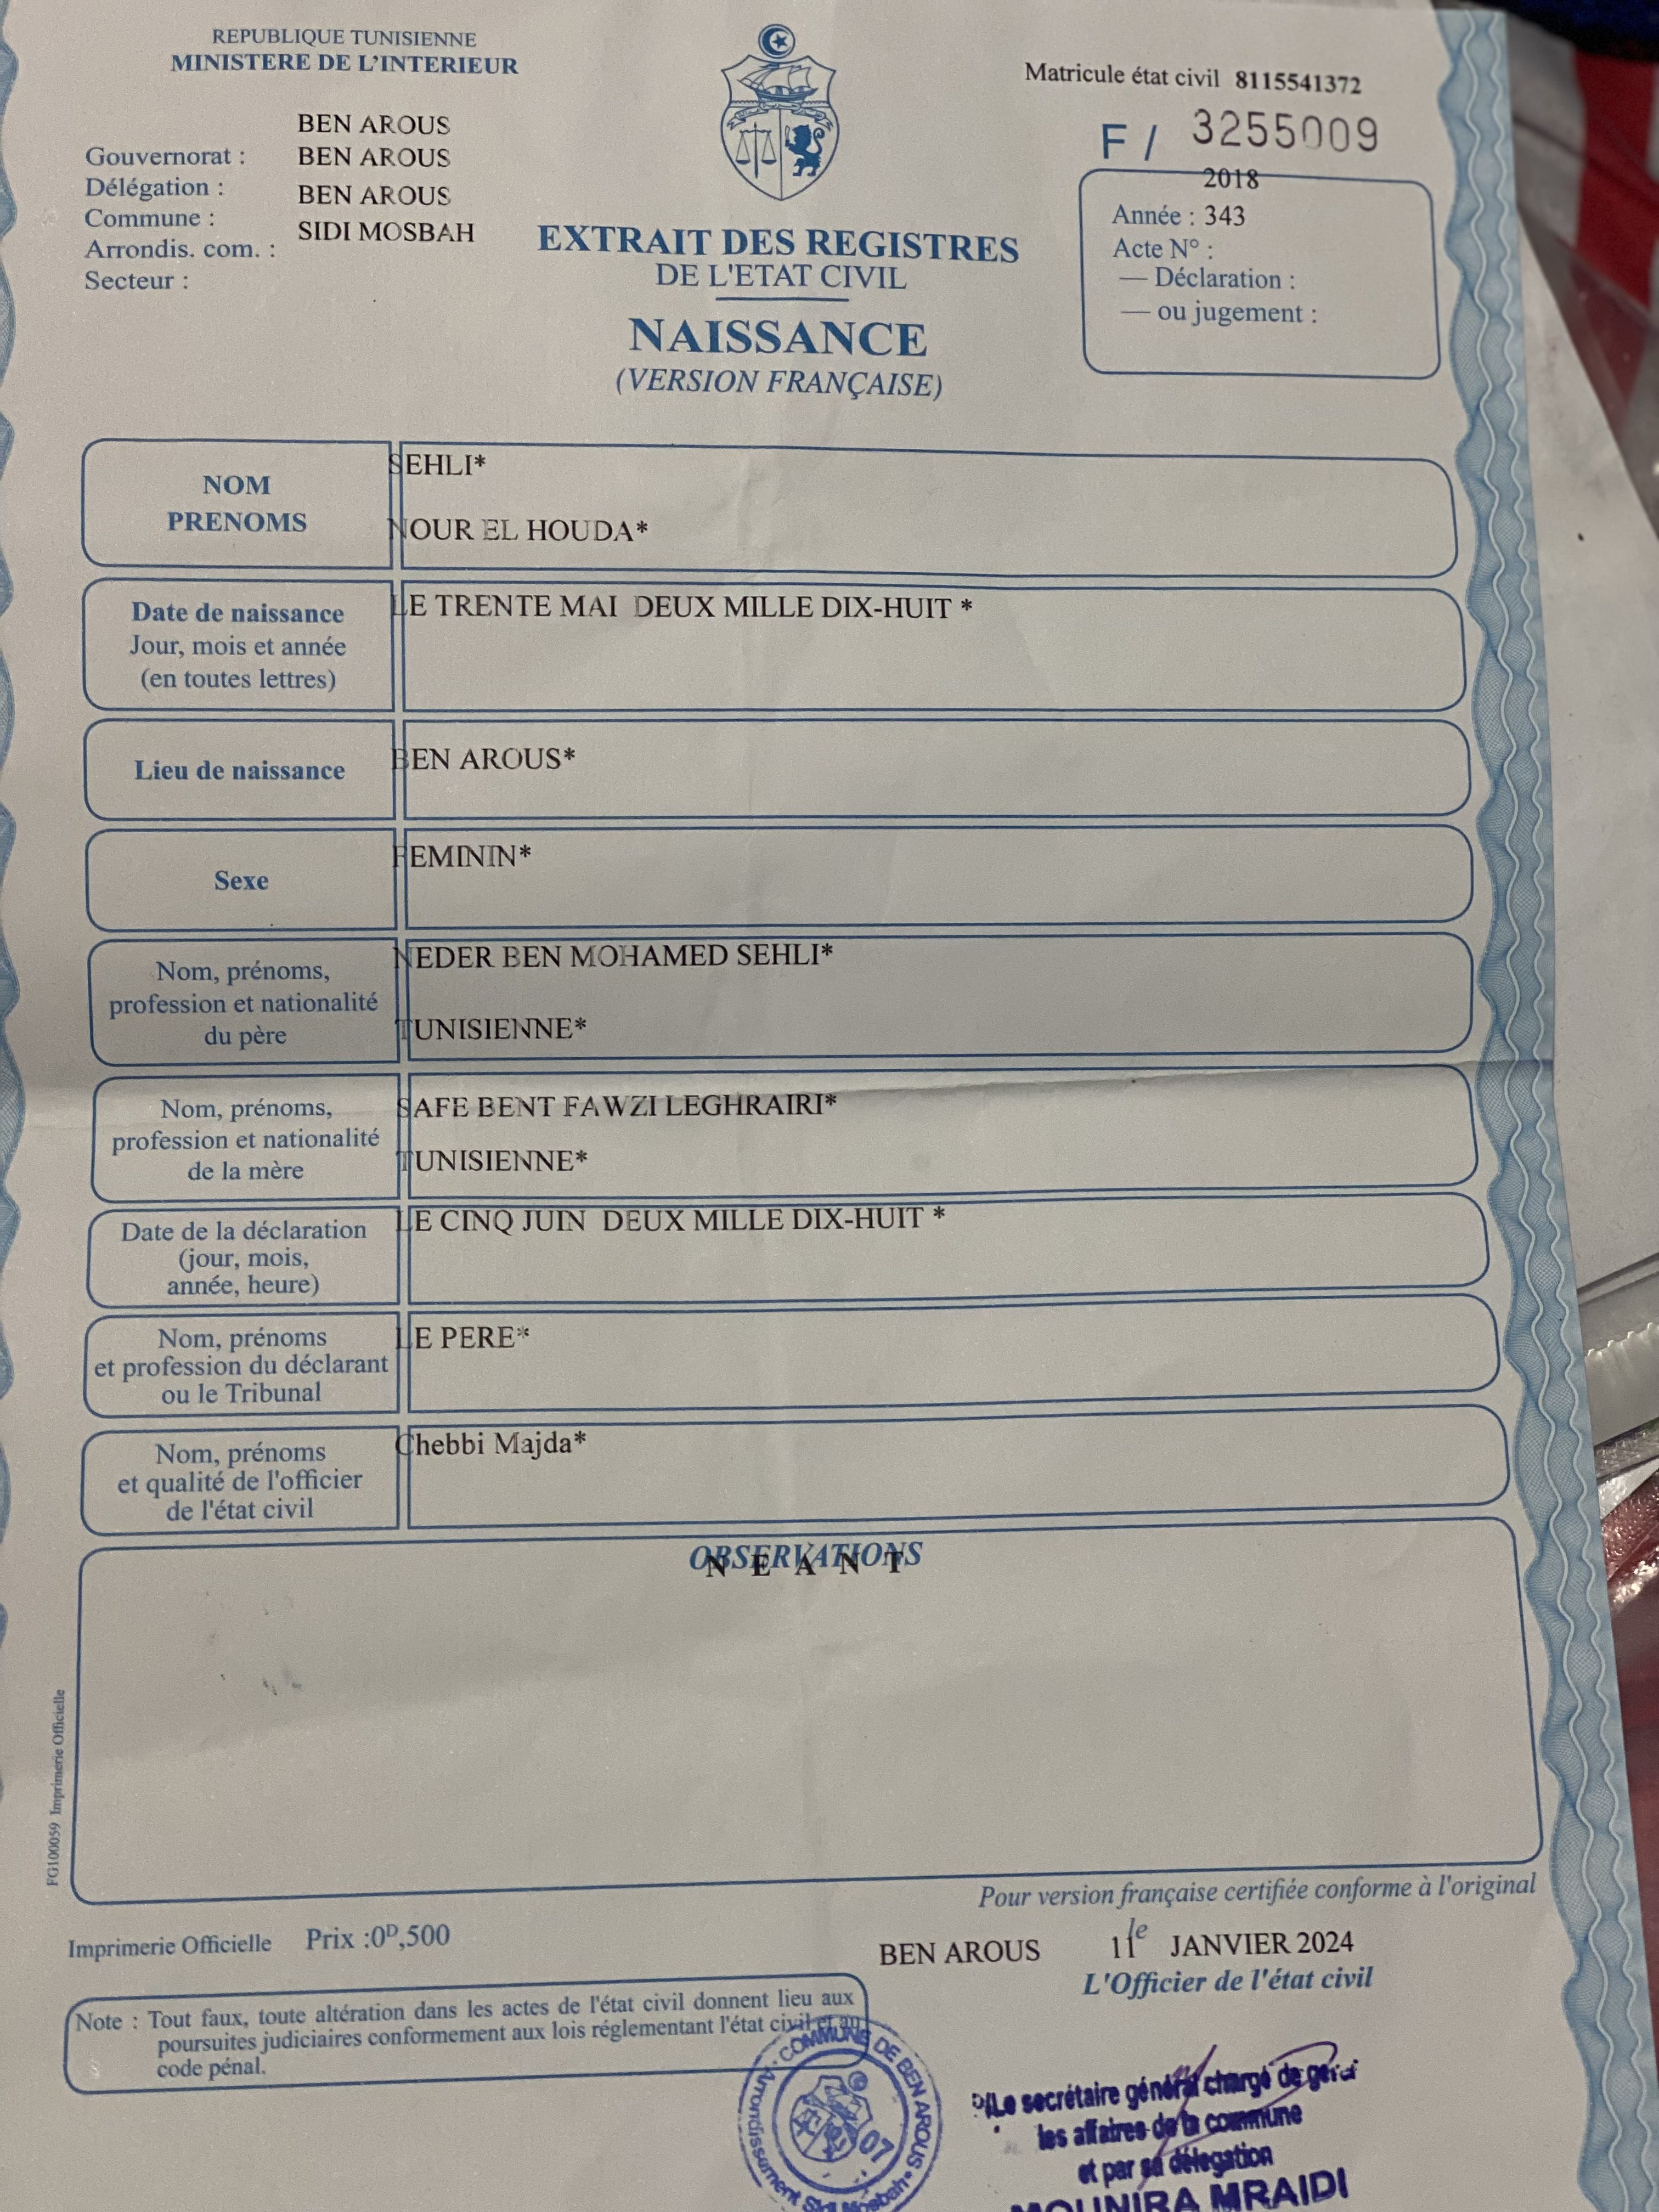 REPUBLIQUE TUNISIENNE
MINISTERE DE L'INTERIEUR
BEN AROUS
Gouvernorat : BEN AROUS
Délégation : BEN AROUS
Commune :
Arrondis. com. : SIDI MOSBAH
Secteur :
Matricule état civil 8115541372
F / 3255009
2018
Année : 343
Acte N° :
— Déclaration :
— ou jugement :
EXTRAIT DES REGISTRES
DE L'ETAT CIVIL
NAISSANCE
(VERSION FRANÇAISE)
NOM
PRENOMS
SEHLI*
NOUR EL HOUDA*
Date de naissance
Jour, mois et année
(en toutes lettres)
LE TRENTE MAI DEUX MILLE DIX-HUIT *
Lieu de naissance
BEN AROUS*
Sexe
FEMININ*
Nom, prénoms,
profession et nationalité
du père
NEDER BEN MOHAMED SEHLI*
TUNISIENNE*
Nom, prénoms,
profession et nationalité
de la mère
SAFE BENT FAWZI LEGHRAIRI*
TUNISIENNE*
Date de la déclaration
(jour, mois,
année, heure)
LE CINQ JUIN DEUX MILLE DIX-HUIT *
Nom, prénoms
et profession du déclarant
ou le Tribunal
LE PERE*
Nom, prénoms
et qualité de l'officier
de l'état civil
Chebbi Majda*
OBSERVATIONS
N E A N T
FG100059 Imprimerie Officielle
Pour version française certifiée conforme à l'original
Imprimerie Officielle Prix :0D,500
BEN AROUS le 11 JANVIER 2024
L'Officier de l'état civil
Note : Tout faux, toute altération dans les actes de l'état civil donnent lieu aux
poursuites judiciaires conformement aux lois réglementant l'état civil et au
code pénal.
COMMUNE DE BEN AROUS
Arrondissement Sidi Mosbah
07
P/Le secrétaire général chargé de gérer
les affaires de la commune
et par sa délégation
MOUNIRA MRAIDI